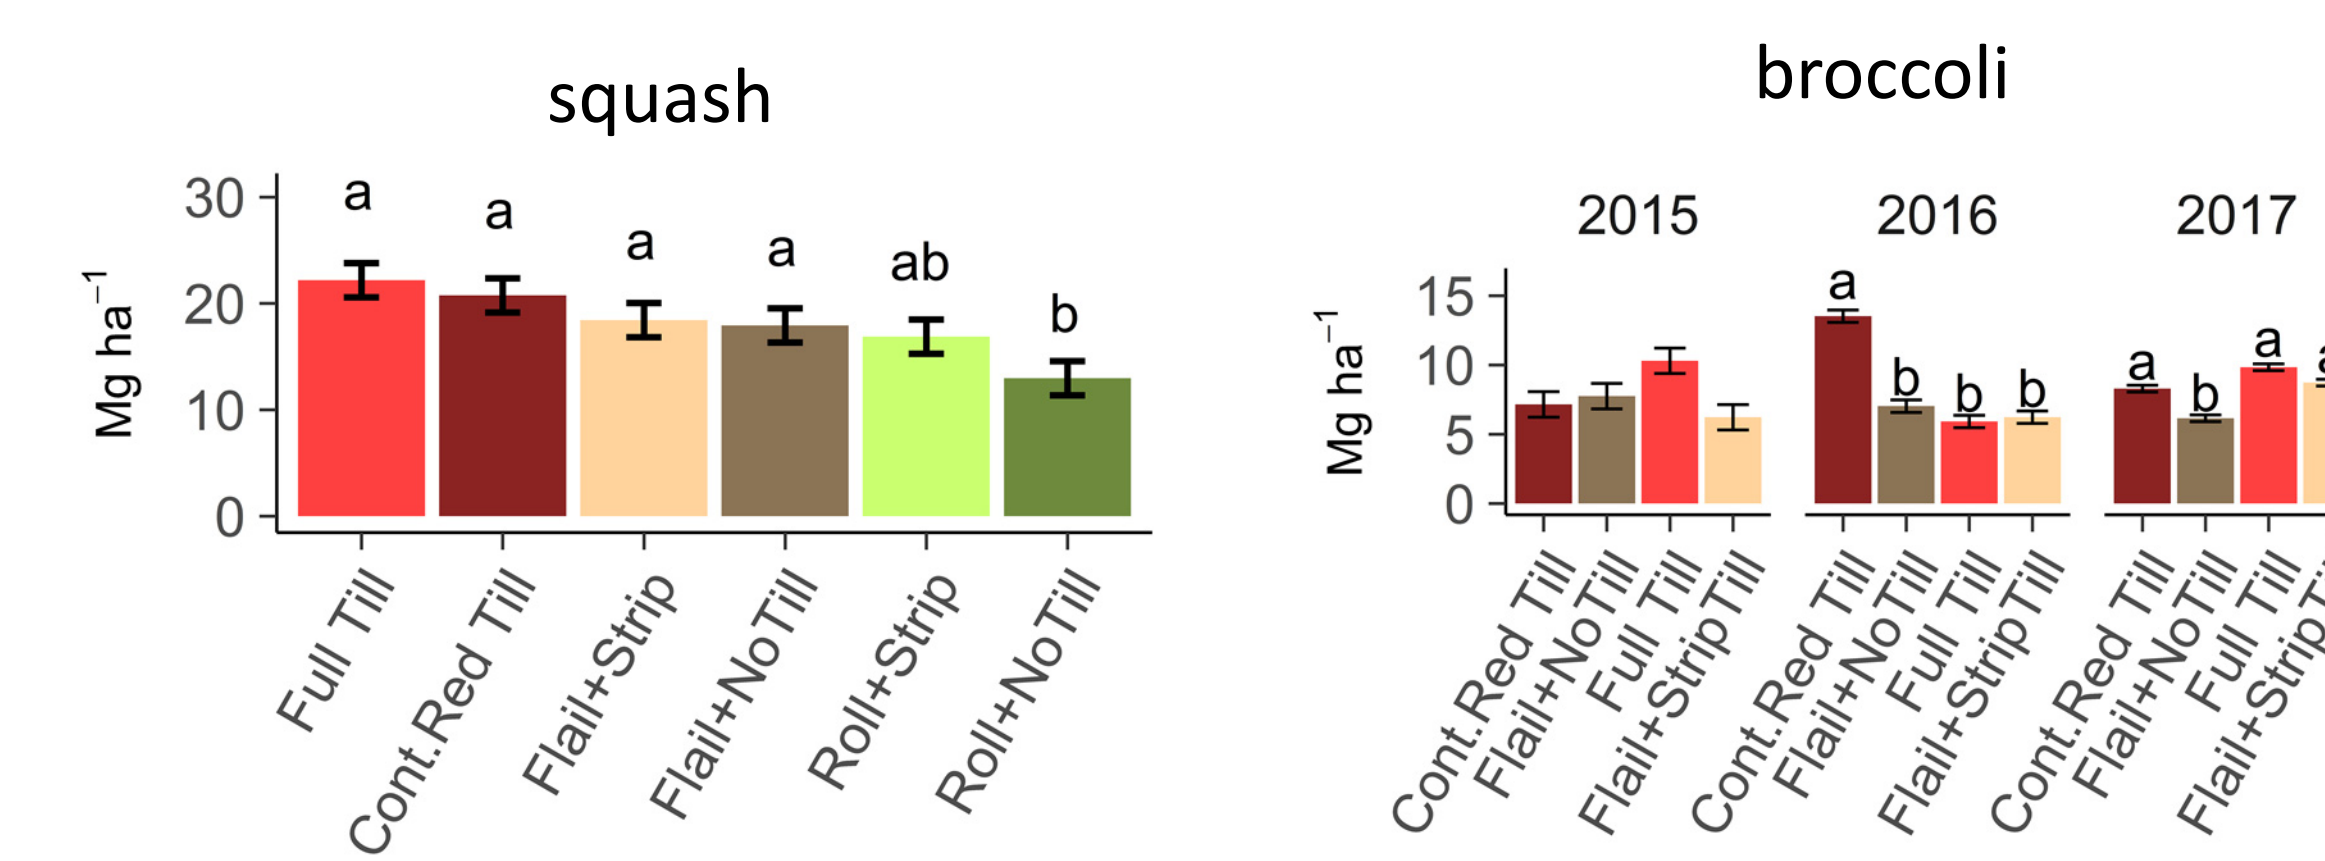 squash
broccoli
30
20
10
0
Mg ha⁻¹
a
a
a
a
ab
b
Full Till
Cont.Red Till
Flail+Strip
Flail+NoTill
Roll+Strip
Roll+NoTill
2015
2016
2017
15
10
5
0
Mg ha⁻¹
a
b
b
b
a
b
a
Cont.Red Till
Flail+NoTill
Full Till
Flail+StripTill
Cont.Red Till
Flail+NoTill
Full Till
Flail+StripTill
Cont.Red Till
Flail+NoTill
Full Till
Flail+Strip